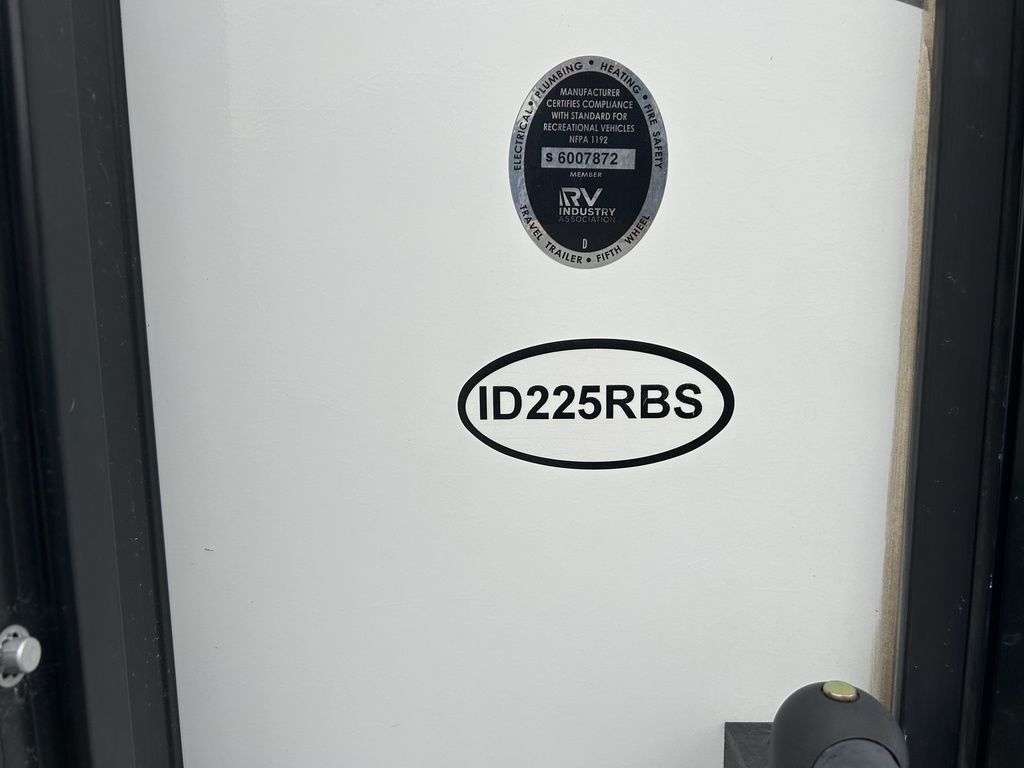 ELECTRICAL • PLUMBING • HEATING • FIRE SAFETY
MANUFACTURER
CERTIFIES COMPLIANCE
WITH STANDARD FOR
RECREATIONAL VEHICLES
NFPA 1192
S 6007872
MEMBER
RV
INDUSTRY
ASSOCIATION
D
TRAVEL TRAILER • FIFTH WHEEL
ID225RBS